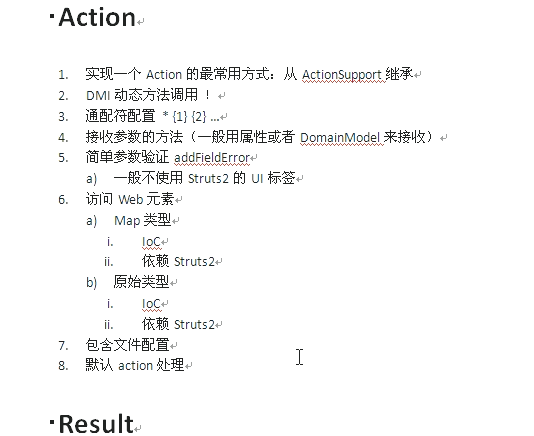 ·Action
1. 实现一个 Action 的最常用方式：从 ActionSupport 继承
2. DMI 动态方法调用 ！
3. 通配符配置 * {1} {2} ...
4. 接收参数的方法（一般用属性或者 DomainModel 来接收）
5. 简单参数验证 addFieldError
a) 一般不使用 Struts2 的 UI 标签
6. 访问 Web 元素
a) Map 类型
i. IoC
ii. 依赖 Struts2
b) 原始类型
i. IoC
ii. 依赖 Struts2
7. 包含文件配置
8. 默认 action 处理
·Result